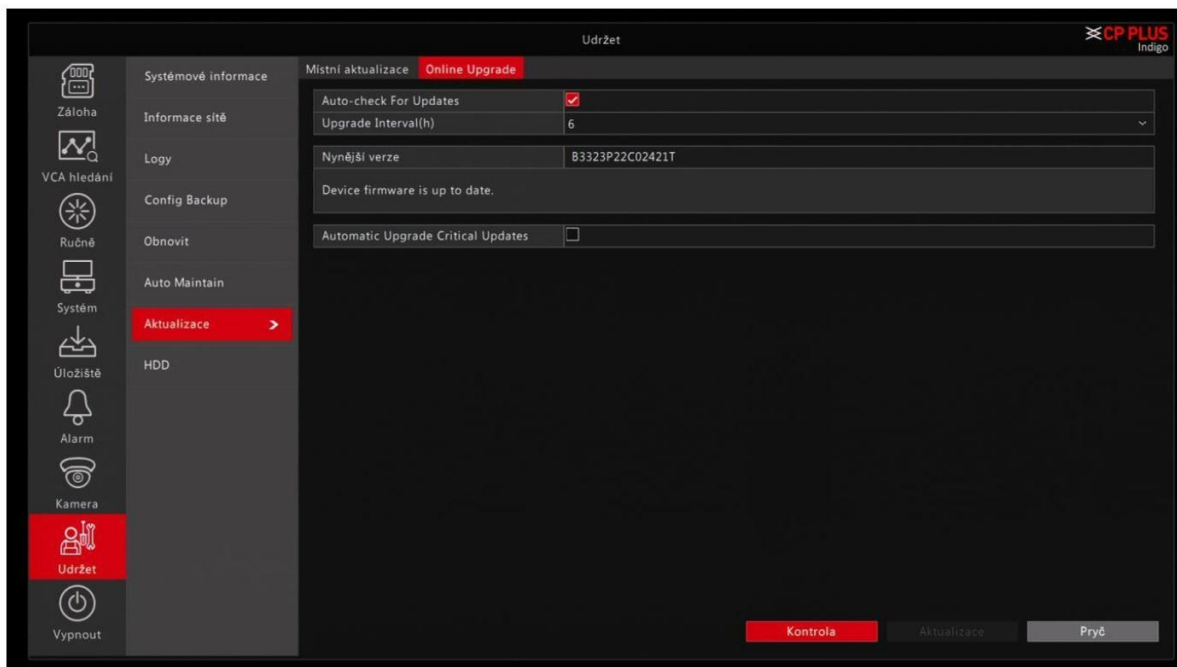 Udržet
CP PLUS
Indigo
Záloha
VCA hledání
Ručně
Systém
Úložiště
Alarm
Kamera
Udržet
Vypnout
Systémové informace
Informace sítě
Logy
Config Backup
Obnovit
Auto Maintain
Aktualizace
HDD
Místní aktualizace Online Upgrade
Auto-check For Updates
Upgrade Interval(h) 6
Nynější verze B3323P22C02421T
Device firmware is up to date.
Automatic Upgrade Critical Updates
Kontrola Aktualizace Pryč